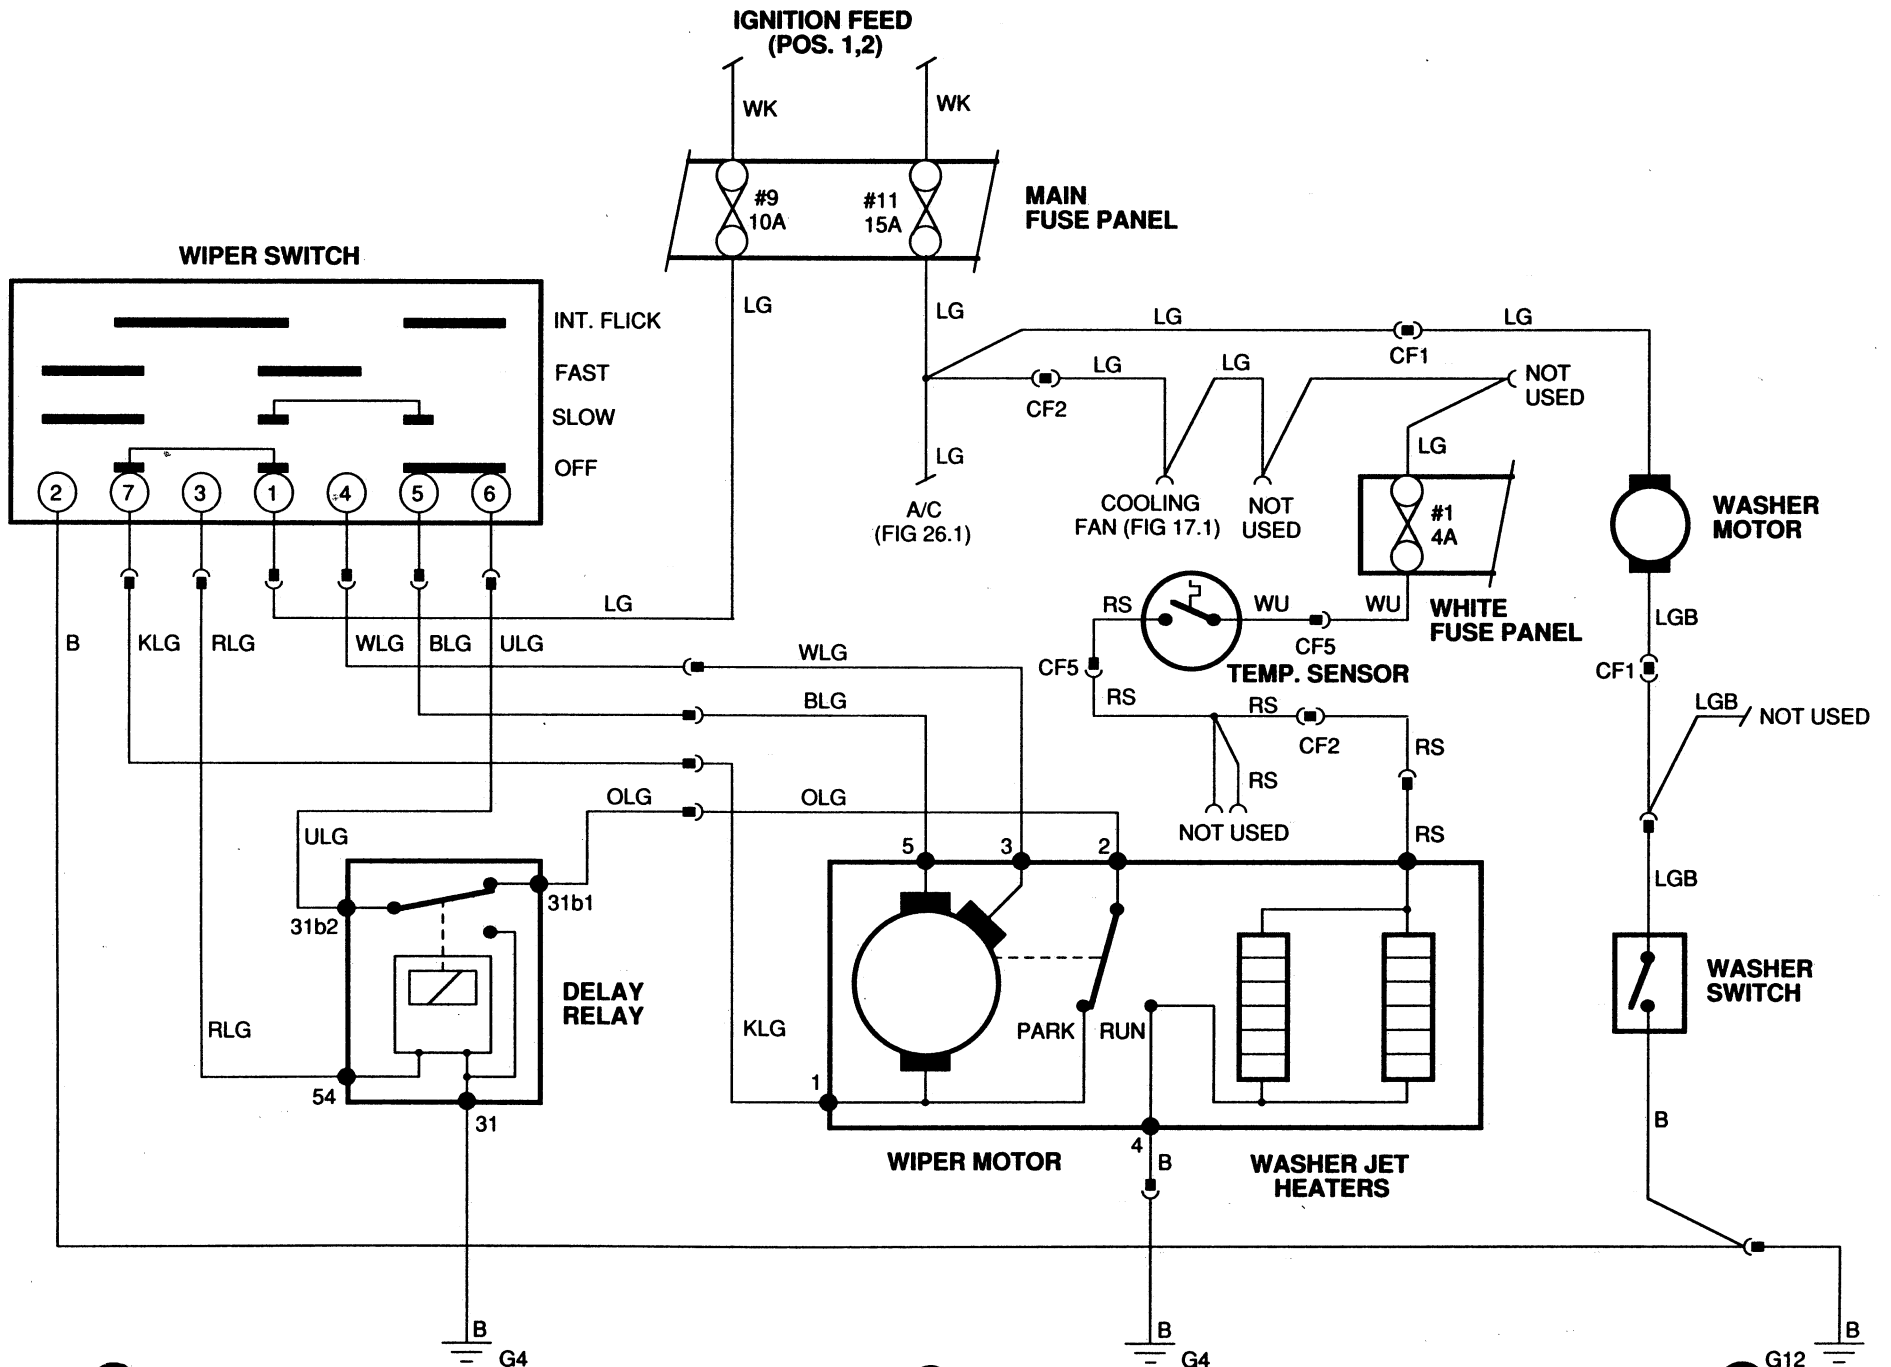 IGNITION FEED
(POS. 1,2)
WK
WK
#9
10A
#11
15A
MAIN
FUSE PANEL
WIPER SWITCH
LG
LG
LG
LG
INT. FLICK
CF1
FAST
LG
LG
NOT
USED
CF2
SLOW
LG
LG
OFF
2
7
3
1
4
5
6
A/C
(FIG 26.1)
COOLING
FAN (FIG 17.1)
NOT
USED
#1
4A
WASHER
MOTOR
LG
RS
WU
WU
WHITE
FUSE PANEL
LGB
CF5
B
KLG
RLG
WLG
BLG
ULG
WLG
CF5
TEMP. SENSOR
CF1
BLG
RS
RS
LGB
NOT USED
CF2
RS
RS
OLG
OLG
NOT USED
ULG
5
3
2
RS
LGB
31b1
31b2
DELAY
RELAY
WASHER
SWITCH
RLG
KLG
PARK
RUN
54
1
31
B
4
B
WIPER MOTOR
WASHER JET
HEATERS
B
G4
B
G4
B
G12